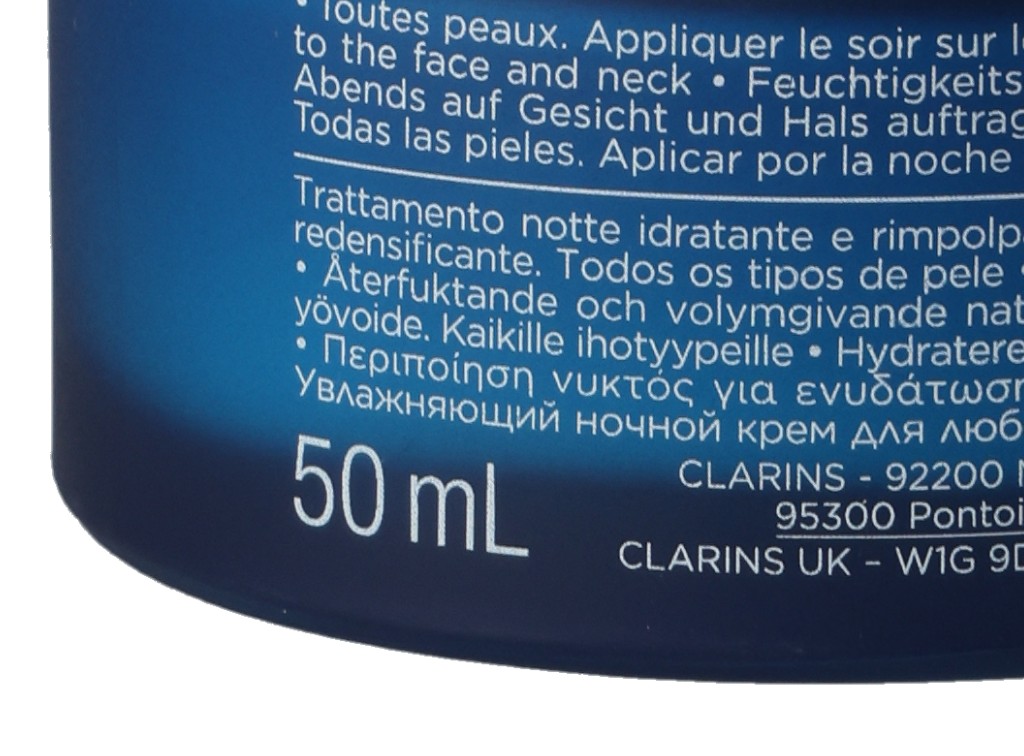 • Toutes peaux. Appliquer le soir sur
to the face and neck • Feuchtigkeits
Abends auf Gesicht und Hals auftrag
Todas las pieles. Aplicar por la noche
Trattamento notte idratante e rimpolp
redensificante. Todos os tipos de pele •
• Återfuktande och volymgivande nat
yövoide. Kaikille ihotyypeille • Hydratere
• Περιποίηση νυκτός για ενυδάτωση
Увлажняющий ночной крем для люб
50 mL
CLARINS - 92200
95300 Pontoi
CLARINS UK - W1G 9D